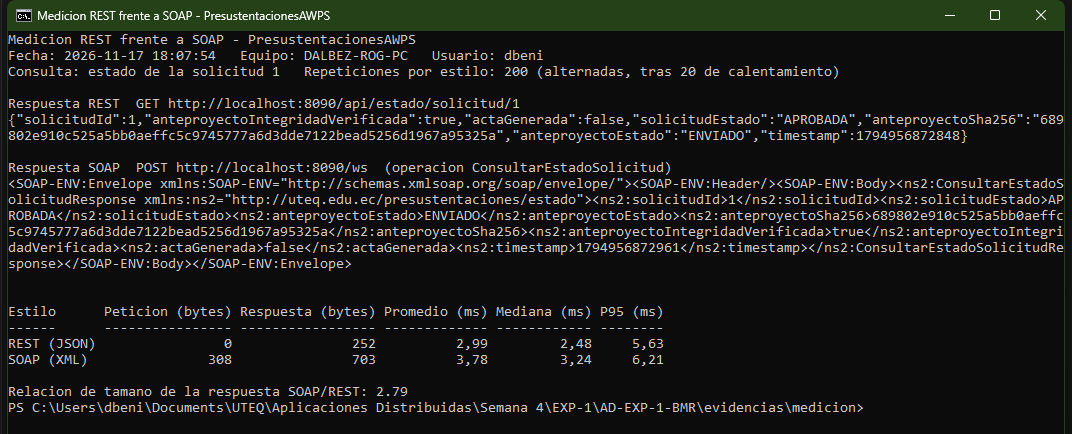 Medicion REST frente a SOAP - PresustentacionesAWPS
Medicion REST frente a SOAP - PresustentacionesAWPS
Fecha: 2026-11-17 18:07:54   Equipo: DALBEZ-ROG-PC   Usuario: dbeni
Consulta: estado de la solicitud 1   Repeticiones por estilo: 200 (alternadas, tras 20 de calentamiento)
Respuesta REST  GET http://localhost:8090/api/estado/solicitud/1
{"solicitudId":1,"anteproyectoIntegridadVerificada":true,"actaGenerada":false,"solicitudEstado":"APROBADA","anteproyectoSha256":"689
802e910c525a5bb0aeffc5c9745777a6d3dde7122bead5256d1967a95325a","anteproyectoEstado":"ENVIADO","timestamp":1794956872848}
Respuesta SOAP  POST http://localhost:8090/ws  (operacion ConsultarEstadoSolicitud)
<SOAP-ENV:Envelope xmlns:SOAP-ENV="http://schemas.xmlsoap.org/soap/envelope/"><SOAP-ENV:Header/><SOAP-ENV:Body><ns2:ConsultarEstadoS
olicitudResponse xmlns:ns2="http://uteq.edu.ec/presustentaciones/estado"><ns2:solicitudId>1</ns2:solicitudId><ns2:solicitudEstado>AP
ROBADA</ns2:solicitudEstado><ns2:anteproyectoEstado>ENVIADO</ns2:anteproyectoEstado><ns2:anteproyectoSha256>689802e910c525a5bb0aeffc
5c9745777a6d3dde7122bead5256d1967a95325a</ns2:anteproyectoSha256><ns2:anteproyectoIntegridadVerificada>true</ns2:anteproyectoIntegri
dadVerificada><ns2:actaGenerada>false</ns2:actaGenerada><ns2:timestamp>1794956872961</ns2:timestamp></ns2:ConsultarEstadoSolicitudRe
sponse></SOAP-ENV:Body></SOAP-ENV:Envelope>
Estilo      Peticion (bytes) Respuesta (bytes) Promedio (ms) Mediana (ms) P95 (ms)
------      ---------------- ----------------- ------------- ------------ --------
REST (JSON)                0               252          2,99         2,48     5,63
SOAP (XML)               308               703          3,78         3,24     6,21
Relacion de tamano de la respuesta SOAP/REST: 2.79
PS C:\Users\dbeni\Documents\UTEQ\Aplicaciones Distribuidas\Semana 4\EXP-1\AD-EXP-1-BMR\evidencias\medicion>